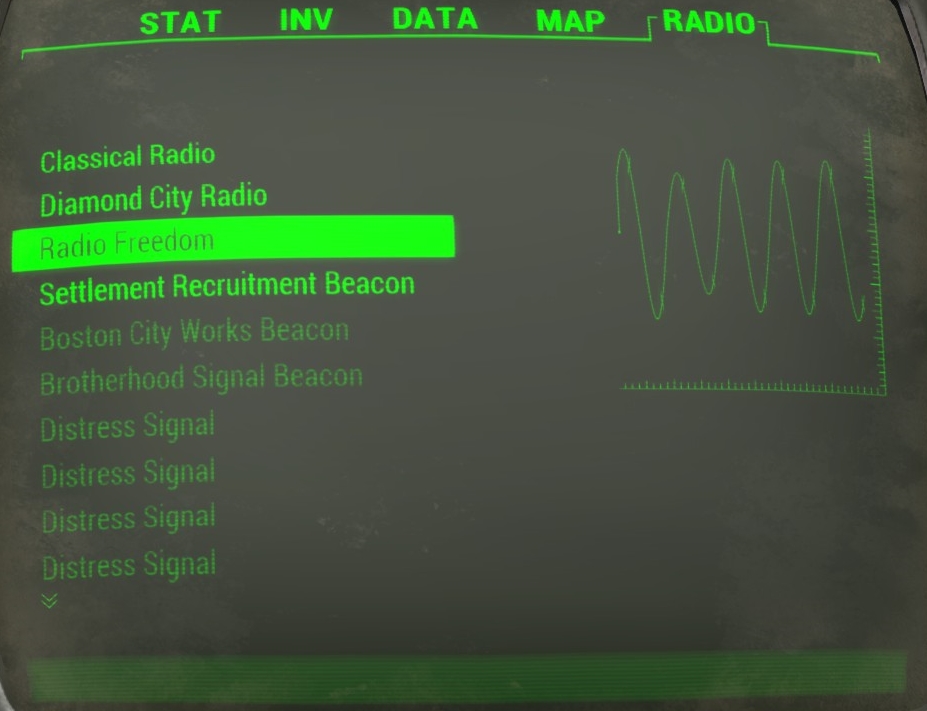 STAT INV DATA MAP RADIO
Classical Radio
Diamond City Radio
Radio Freedom
Settlement Recruitment Beacon
Boston City Works Beacon
Brotherhood Signal Beacon
Distress Signal
Distress Signal
Distress Signal
Distress Signal